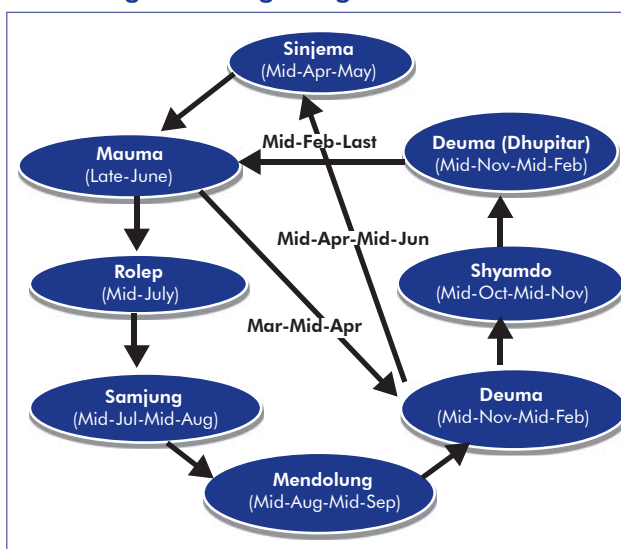 Sinjema
(Mid-Apr-May)
Mid-Feb-Last
Deuma (Dhupitar)
(Mid-Nov-Mid-Feb)
Mauma
(Late-June)
Mid-Apr-Mid-Jun
Rolep
(Mid-July)
Shyamdo
(Mid-Oct-Mid-Nov)
Mar-Mid-Apr
Samjung
(Mid-Jul-Mid-Aug)
Deuma
(Mid-Nov-Mid-Feb)
Mendolung
(Mid-Aug-Mid-Sep)